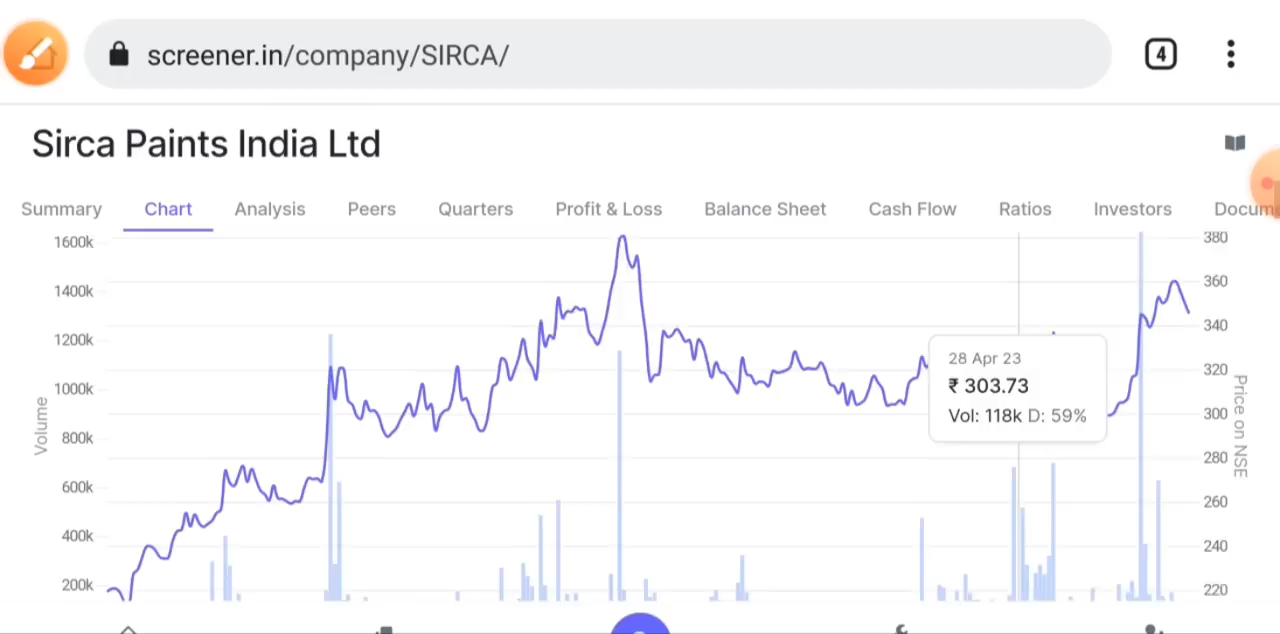 4
screener.in/company/SIRCA/
Sirca Paints India Ltd
Summary Chart Analysis Peers Quarters Profit & Loss Balance Sheet Cash Flow Ratios Investors
1600k 380
1400k 360
1200k 340
1000k 320
800k 300
600k 280
400k 260
200k 240
220
Volume
Price on NSE
28 Apr 23
₹ 303.73
Vol: 118k D: 59%